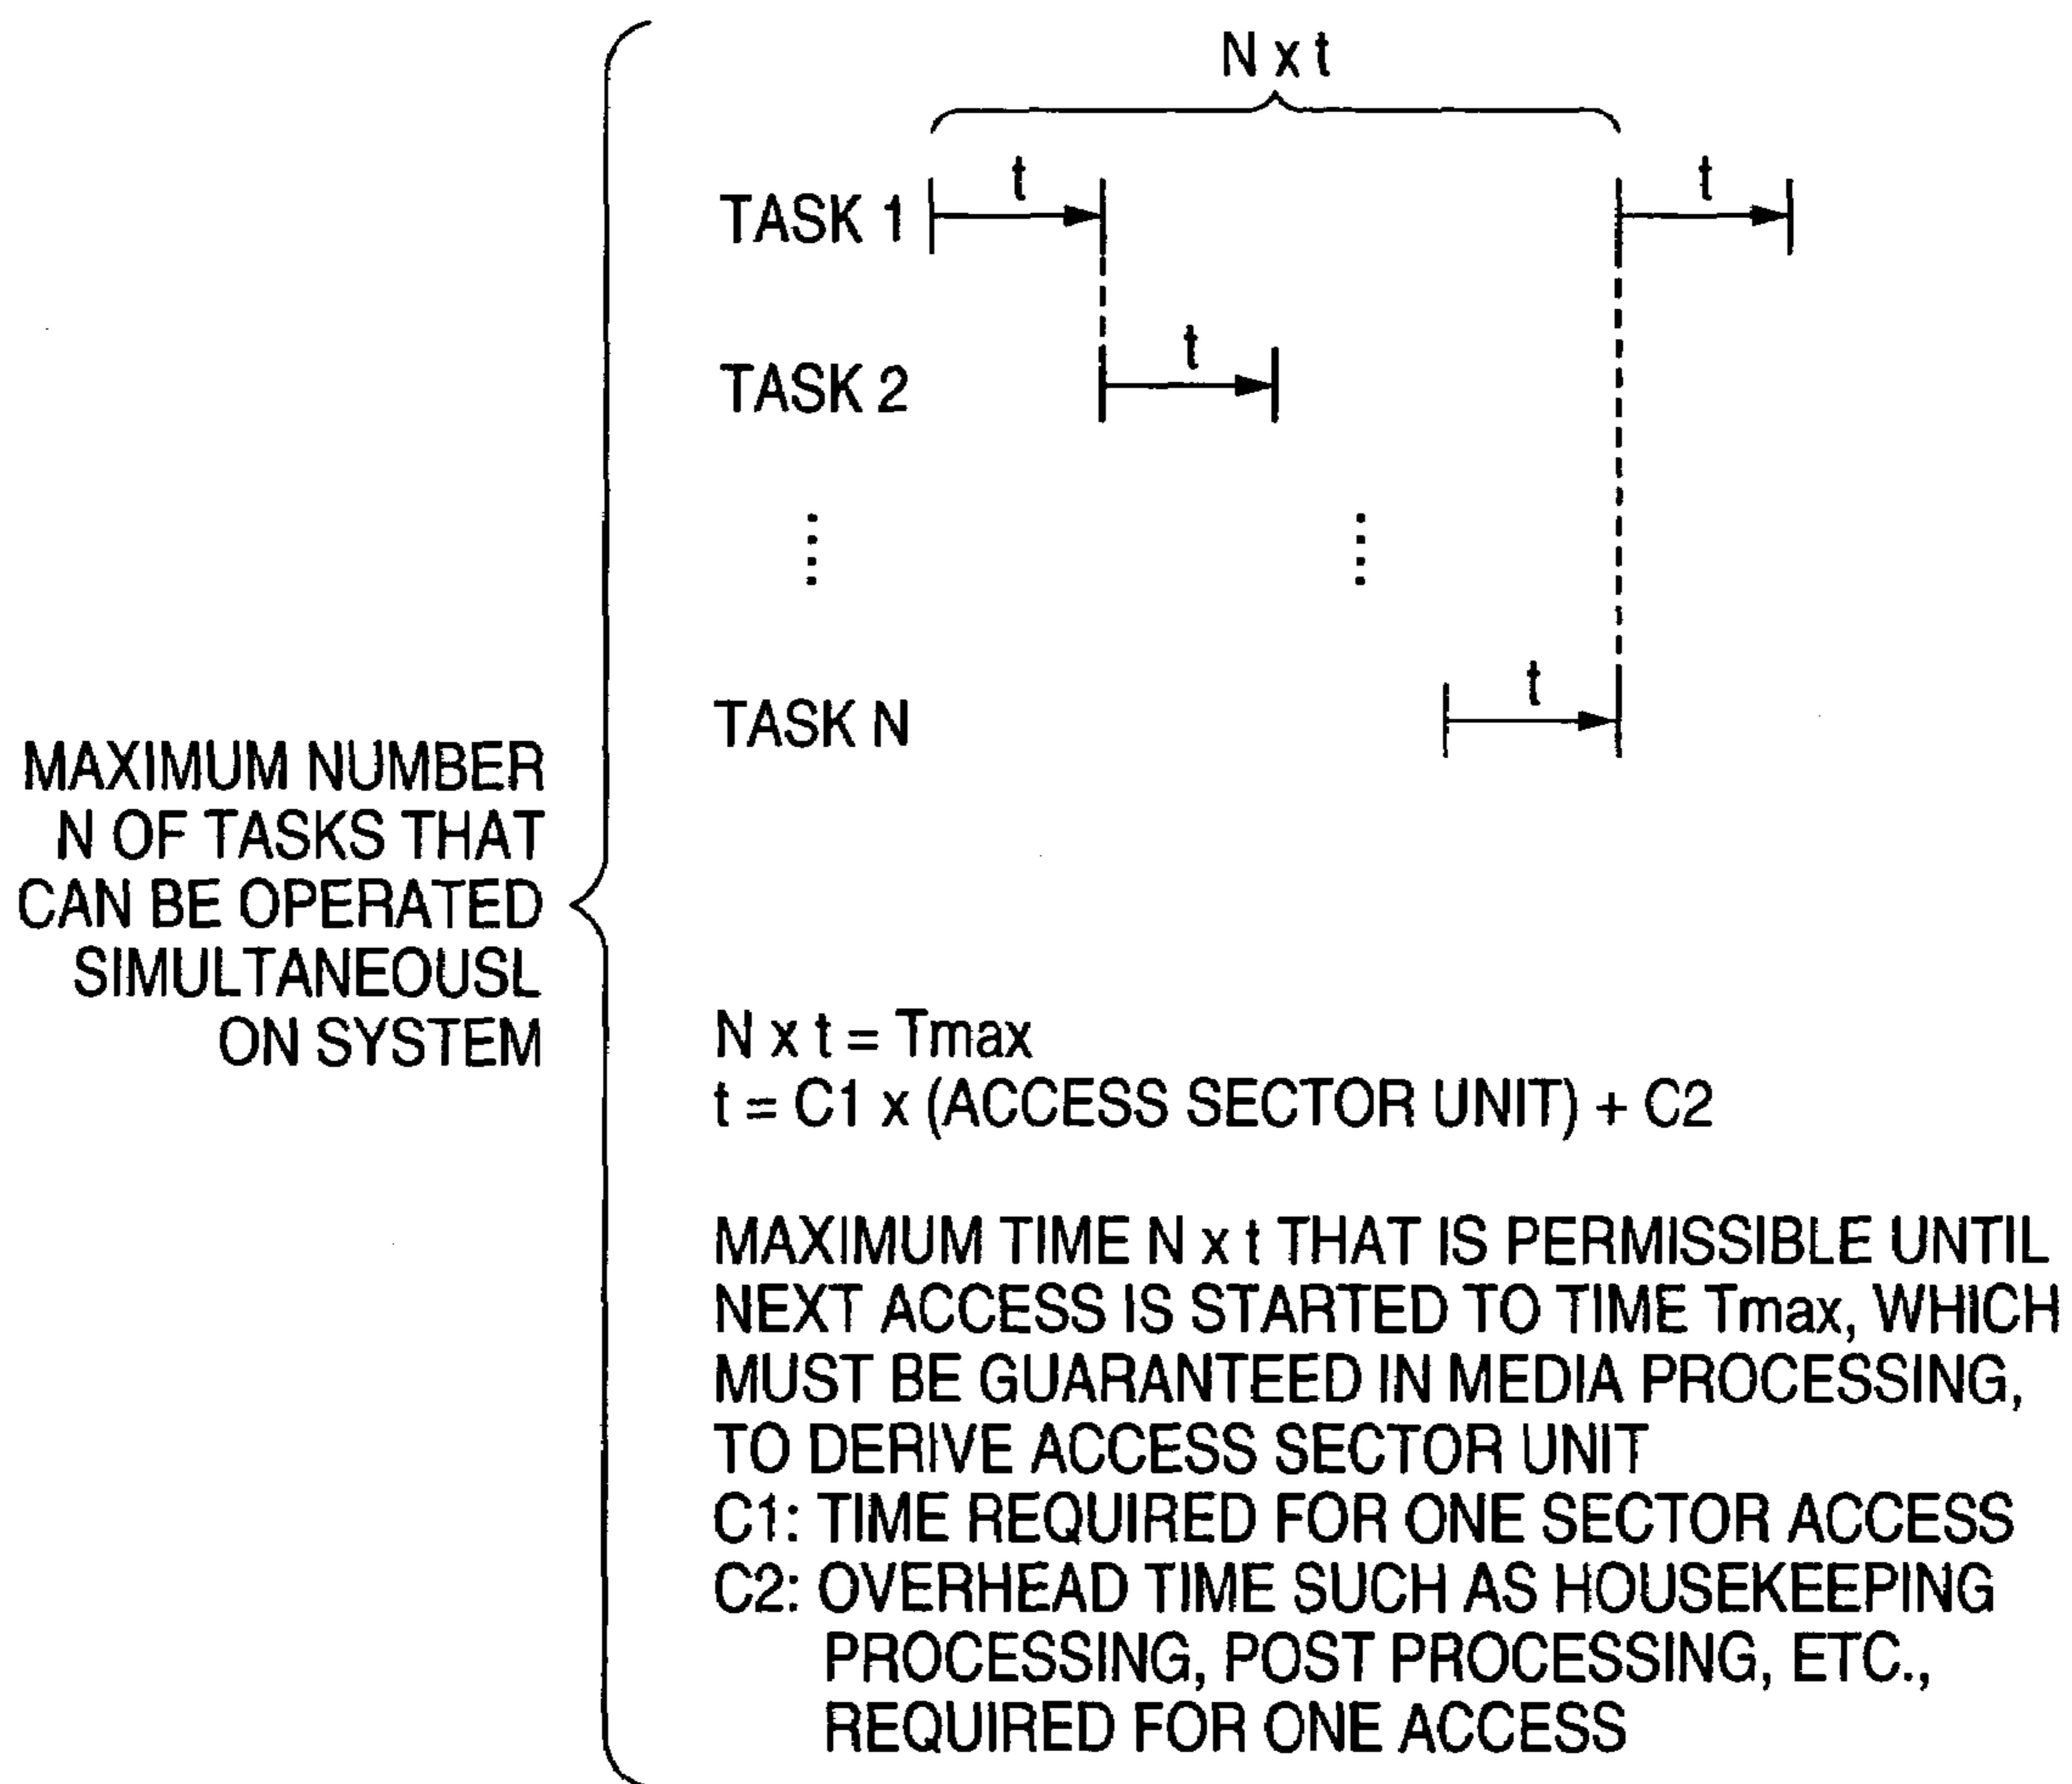 N x t
TASK 1
t
t
TASK 2
t
TASK N
t
MAXIMUM NUMBER
N OF TASKS THAT
CAN BE OPERATED
SIMULTANEOUSL
ON SYSTEM
N x t = Tmax
t = C1 x (ACCESS SECTOR UNIT) + C2
MAXIMUM TIME N x t THAT IS PERMISSIBLE UNTIL
NEXT ACCESS IS STARTED TO TIME Tmax, WHICH
MUST BE GUARANTEED IN MEDIA PROCESSING,
TO DERIVE ACCESS SECTOR UNIT
C1: TIME REQUIRED FOR ONE SECTOR ACCESS
C2: OVERHEAD TIME SUCH AS HOUSEKEEPING
PROCESSING, POST PROCESSING, ETC.,
REQUIRED FOR ONE ACCESS